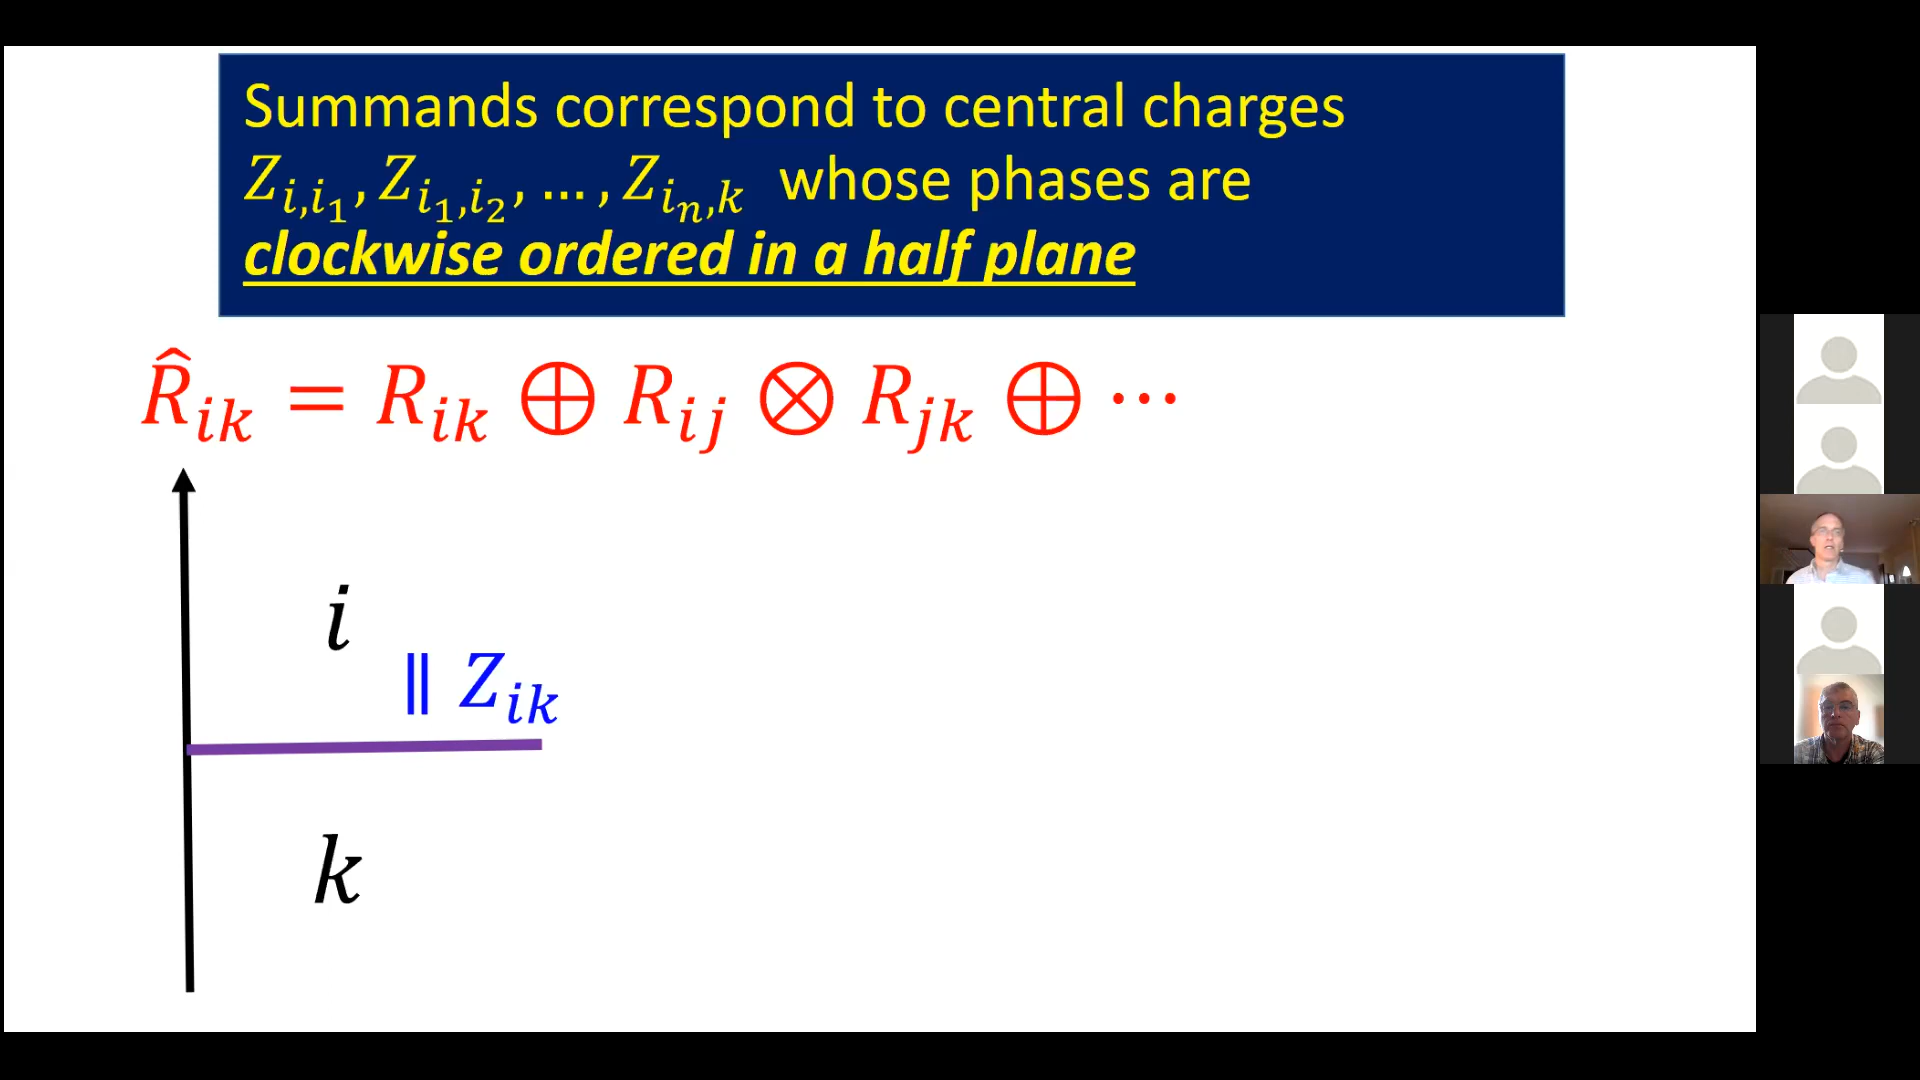 Summands correspond to central charges
𝑍_{i,i_1}, 𝑍_{i_1,i_2}, … , 𝑍_{i_n,k} whose phases are
clockwise ordered in a half plane
R̂_{ik} = R_{ik} ⊕ R_{ij} ⊗ R_{jk} ⊕ ⋯
i
∥ Z_{ik}
k